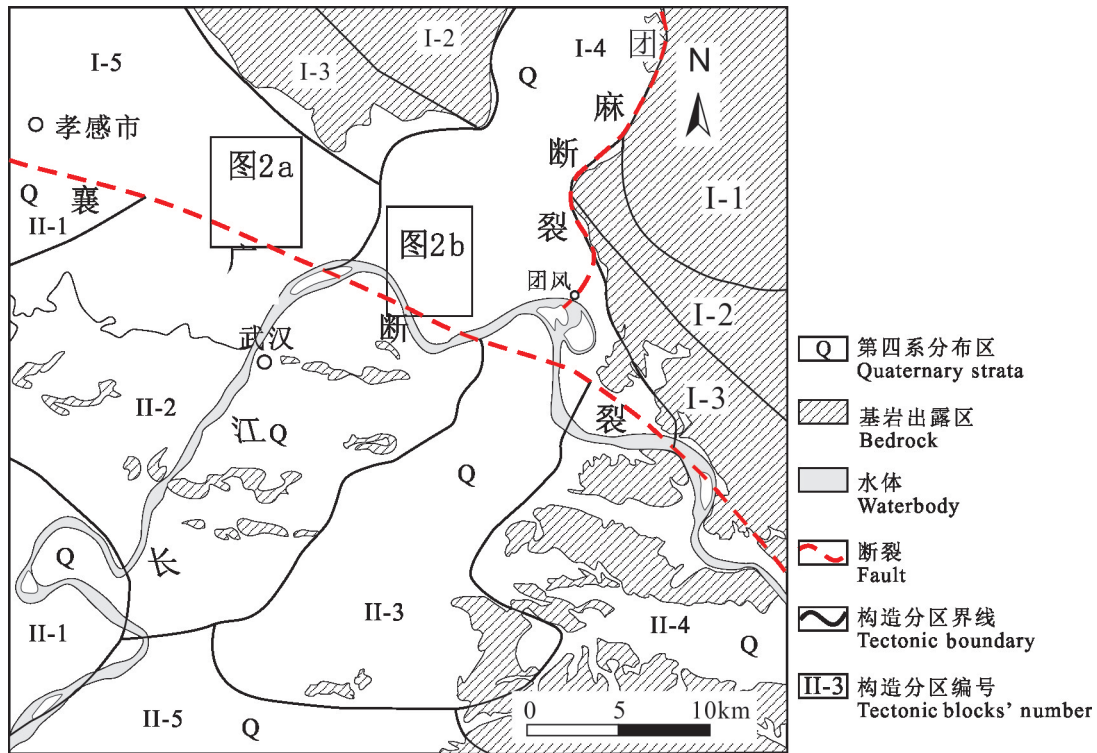 I-5
I-2
I-3
I-4
Q
团
N
孝感市
麻
图2a
断
Q
襄
II-1
I-1
图2b
裂
广
团风
断
武汉
I-2
I-3
II-2
江
Q
裂
Q
Q
长
II-1
II-3
II-4
Q
II-5
Q
0
5
10km
Q
第四系分布区
Quaternary strata
基岩出露区
Bedrock
水体
Waterbody
断裂
Fault
构造分区界线
Tectonic boundary
II-3
构造分区编号
Tectonic blocks' number